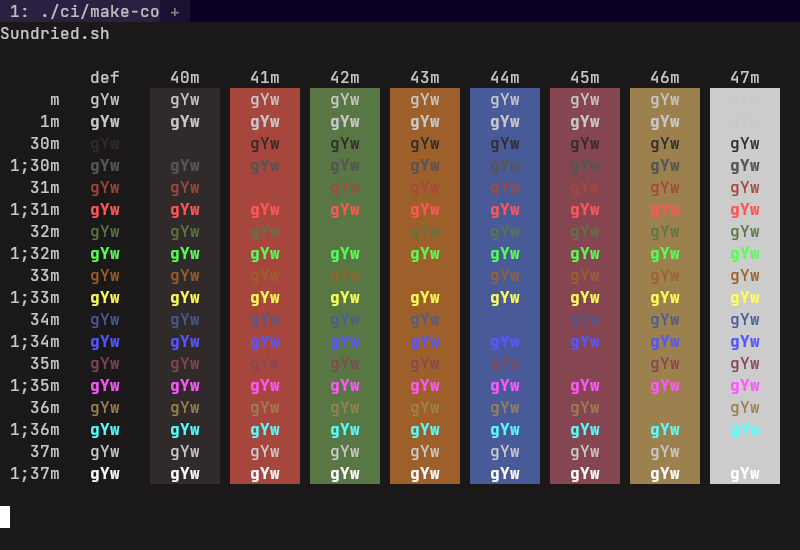 1: ./ci/make-co +
Sundried.sh
def 40m 41m 42m 43m 44m 45m 46m 47m
m gYw gYw gYw gYw gYw gYw gYw gYw
1m gYw gYw gYw gYw gYw gYw gYw gYw
30m gYw gYw gYw gYw gYw gYw gYw gYw
1;30m gYw gYw gYw gYw gYw gYw gYw gYw gYw
31m gYw gYw gYw gYw gYw gYw gYw gYw
1;31m gYw gYw gYw gYw gYw gYw gYw gYw gYw
32m gYw gYw gYw gYw gYw gYw gYw gYw
1;32m gYw gYw gYw gYw gYw gYw gYw gYw gYw
33m gYw gYw gYw gYw gYw gYw gYw gYw
1;33m gYw gYw gYw gYw gYw gYw gYw gYw gYw
34m gYw gYw gYw gYw gYw gYw gYw gYw
1;34m gYw gYw gYw gYw gYw gYw gYw gYw gYw
35m gYw gYw gYw gYw gYw gYw gYw gYw
1;35m gYw gYw gYw gYw gYw gYw gYw gYw gYw
36m gYw gYw gYw gYw gYw gYw gYw gYw
1;36m gYw gYw gYw gYw gYw gYw gYw gYw gYw
37m gYw gYw gYw gYw gYw gYw gYw gYw
1;37m gYw gYw gYw gYw gYw gYw gYw gYw gYw